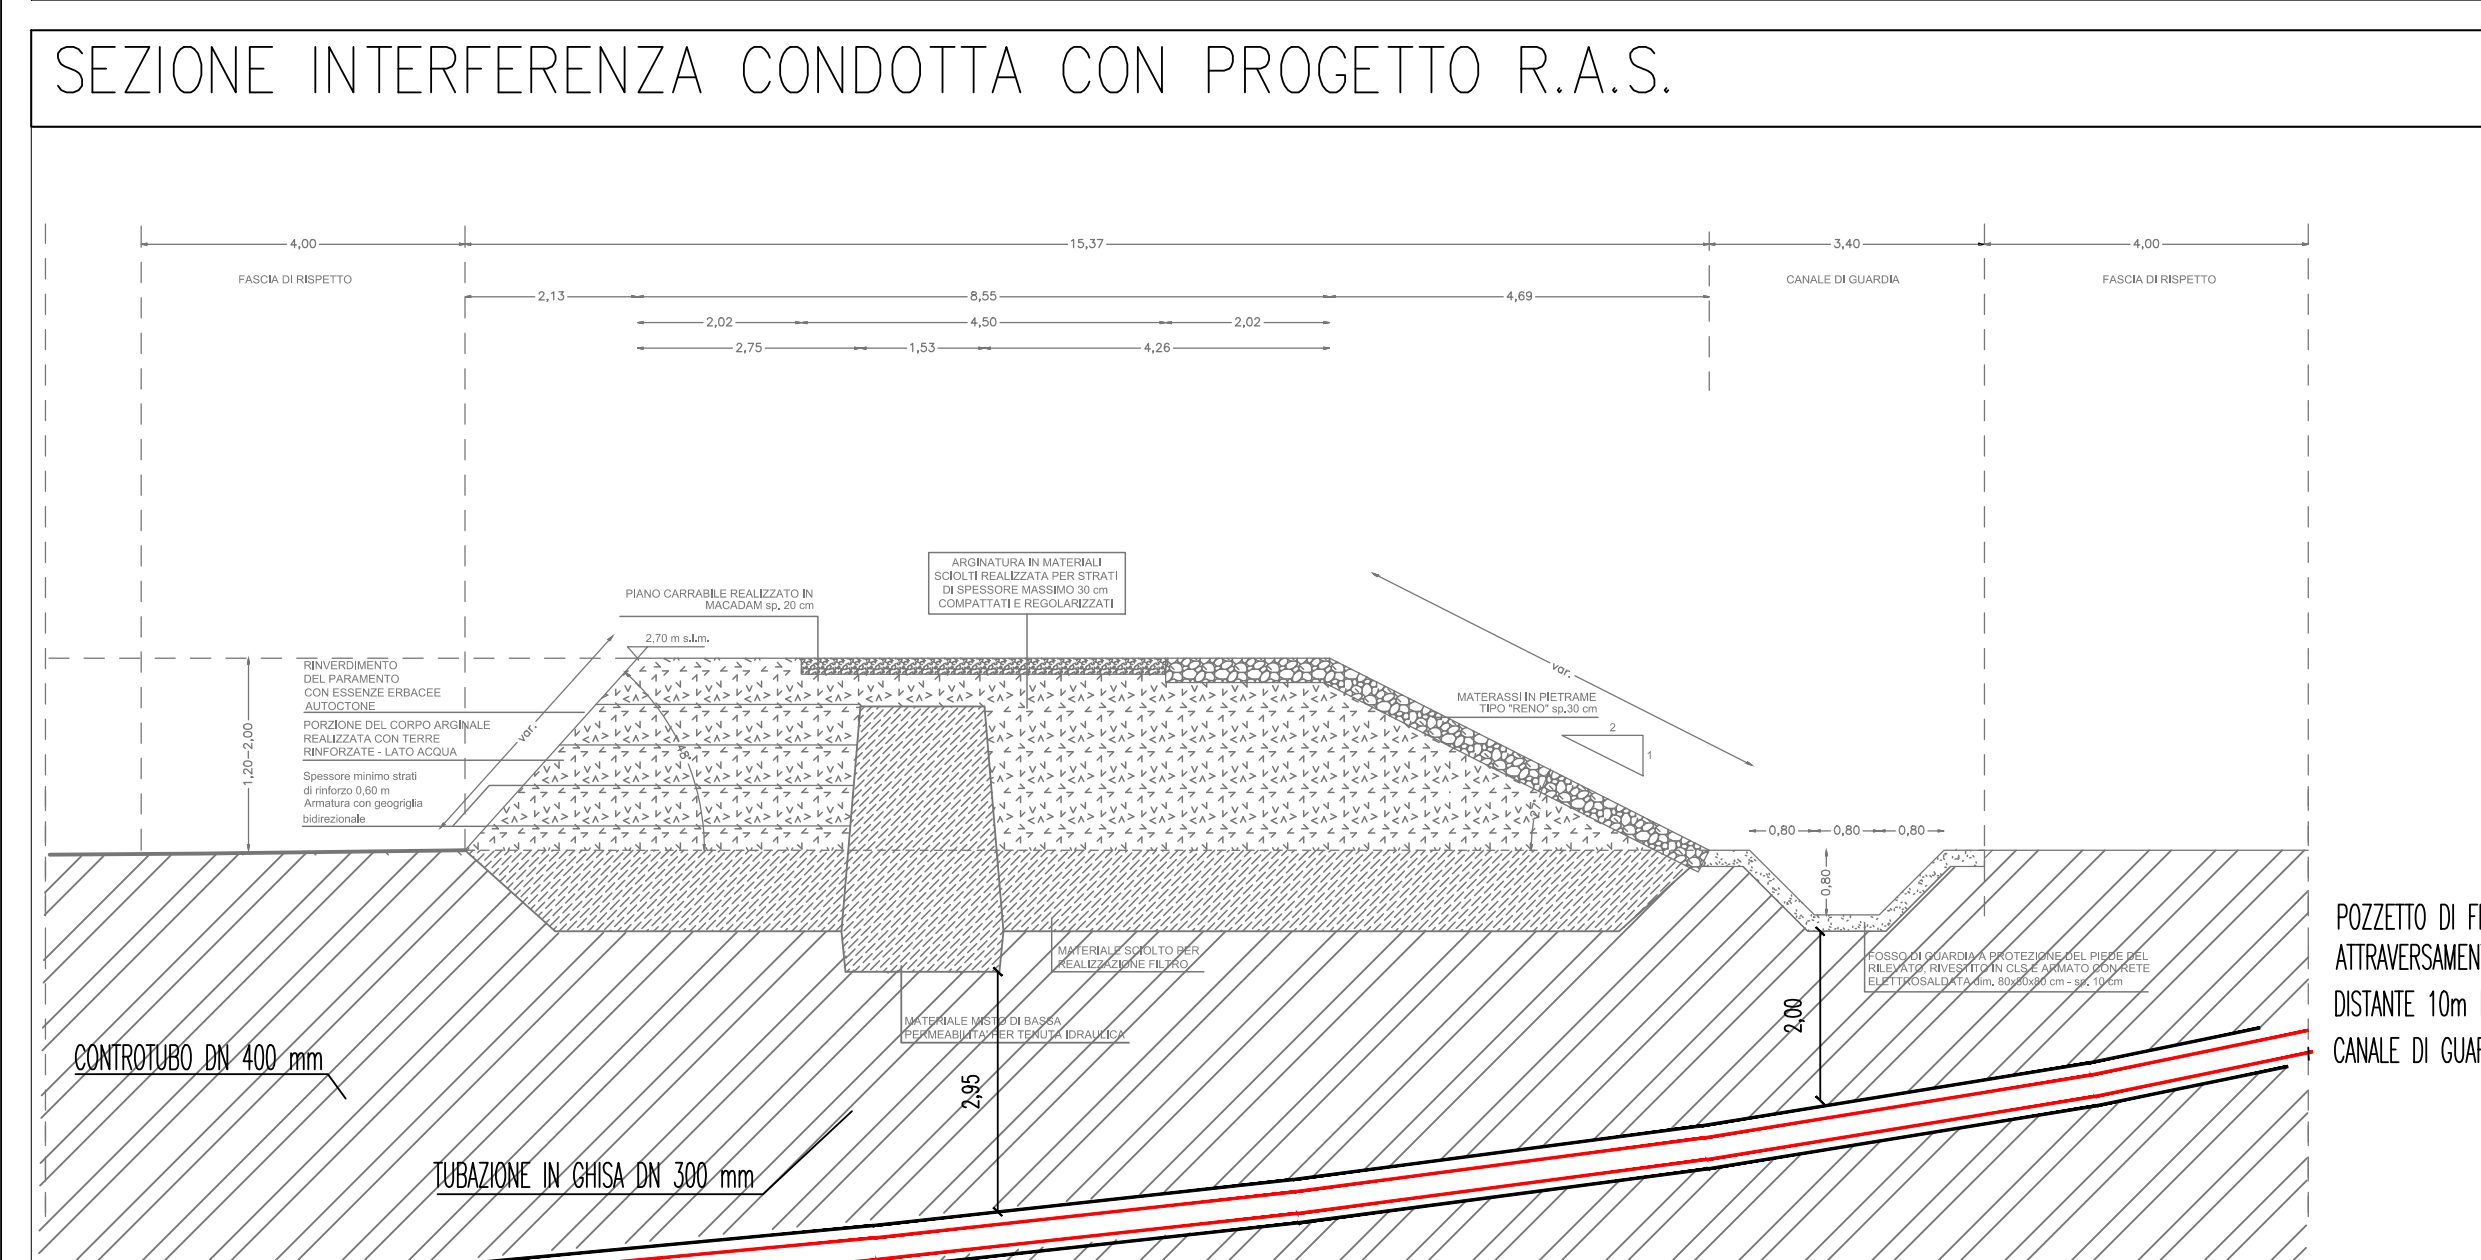 SEZIONE INTERFERENZA CONDOTTA CON PROGETTO R.A.S.
4,00
15,37
3,40
4,00
FASCIA DI RISPETTO
CANALE DI GUARDIA
FASCIA DI RISPETTO
2,13
8,55
4,69
2,02
4,50
2,02
2,75
1,53
4,26
ARGINATURA IN MATERIALI
SCIOLTI REALIZZATA PER STRATI
DI SPESSORE MASSIMO 30 cm
COMPATTATI E REGOLARIZZATI
PIANO CARRABILE REALIZZATO IN
MACADAM sp. 20 cm
2,70 m s.l.m.
RINVERDIMENTO
DEL PARAMENTO
CON ESSENZE ERBACEE
AUTOCTONE
PORZIONE DEL CORPO ARGINALE
REALIZZATA CON TERRE
RINFORZATE - LATO ACQUA
Spessore minimo strati
di rinforzo 0,60 m
Armatura con geogriglia
bidirezionale
1,20-2,00
var.
var.
MATERASSI IN PIETRAME
TIPO "RENO" sp.30 cm
2
1
0,80
0,80
0,80
0,80
MATERIALE SCIOLTO PER
REALIZZAZIONE FILTRO
MATERIALE MISTO DI BASSA
PERMEABILITA' PER TENUTA IDRAULICA
FOSSO DI GUARDIA A PROTEZIONE DEL PIEDE DEL
RILEVATO, RIVESTITO IN CLS E ARMATO CON RETE
ELETTROSALDATA dim. 80x80x80 cm - sp. 10 cm
2,00
2,95
CONTROTUBO DN 400 mm
TUBAZIONE IN GHISA DN 300 mm
POZZETTO DI
ATTRAVERSAMEN
DISTANTE 10m
CANALE DI GUA